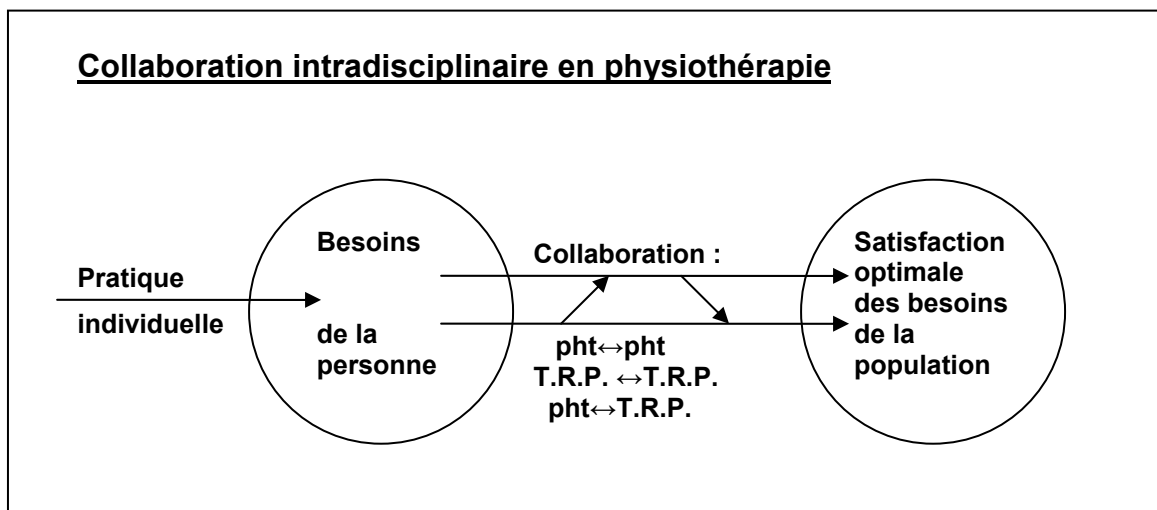 Collaboration intradisciplinaire en physiothérapie
Pratique
individuelle
Besoins
de la
personne
Collaboration :
pht↔pht
T.R.P. ↔T.R.P.
pht↔T.R.P.
Satisfaction
optimale
des besoins
de la
population